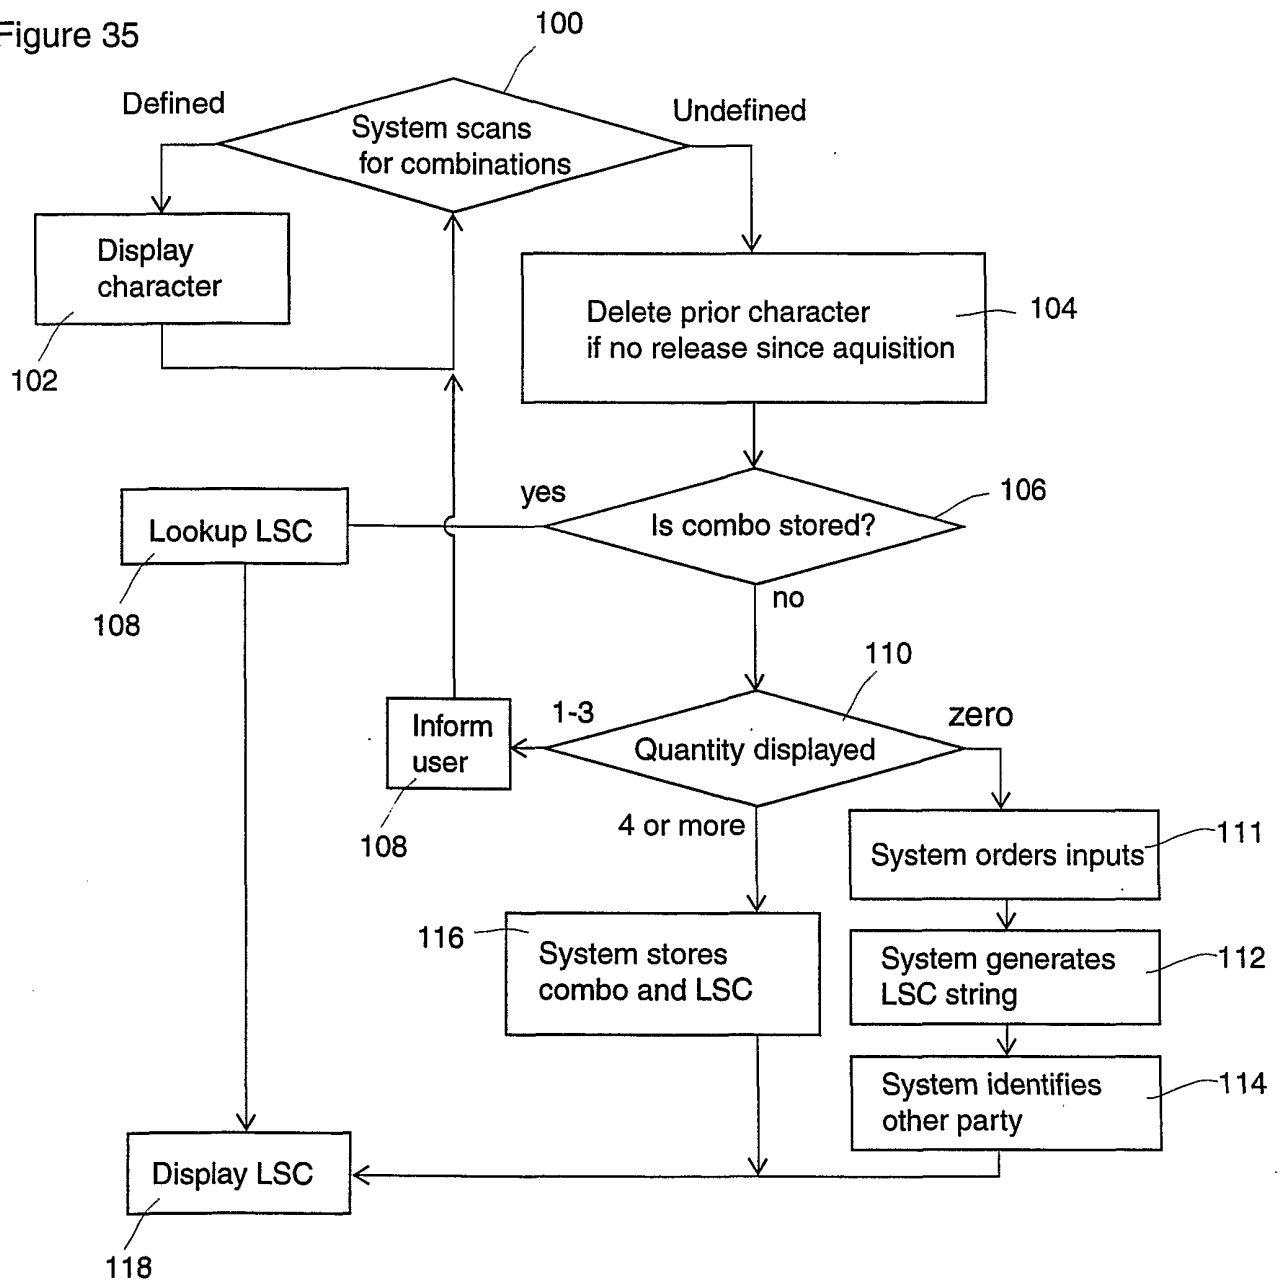 Figure 35
100
Defined
Undefined
System scans
for combinations
Display
character
102
Delete prior character
if no release since aquisition
104
yes
Is combo stored?
106
Lookup LSC
108
no
110
1-3
zero
Quantity displayed
Inform
user
108
4 or more
System orders inputs
111
116
System stores
combo and LSC
System generates
LSC string
112
System identifies
other party
114
Display LSC
118